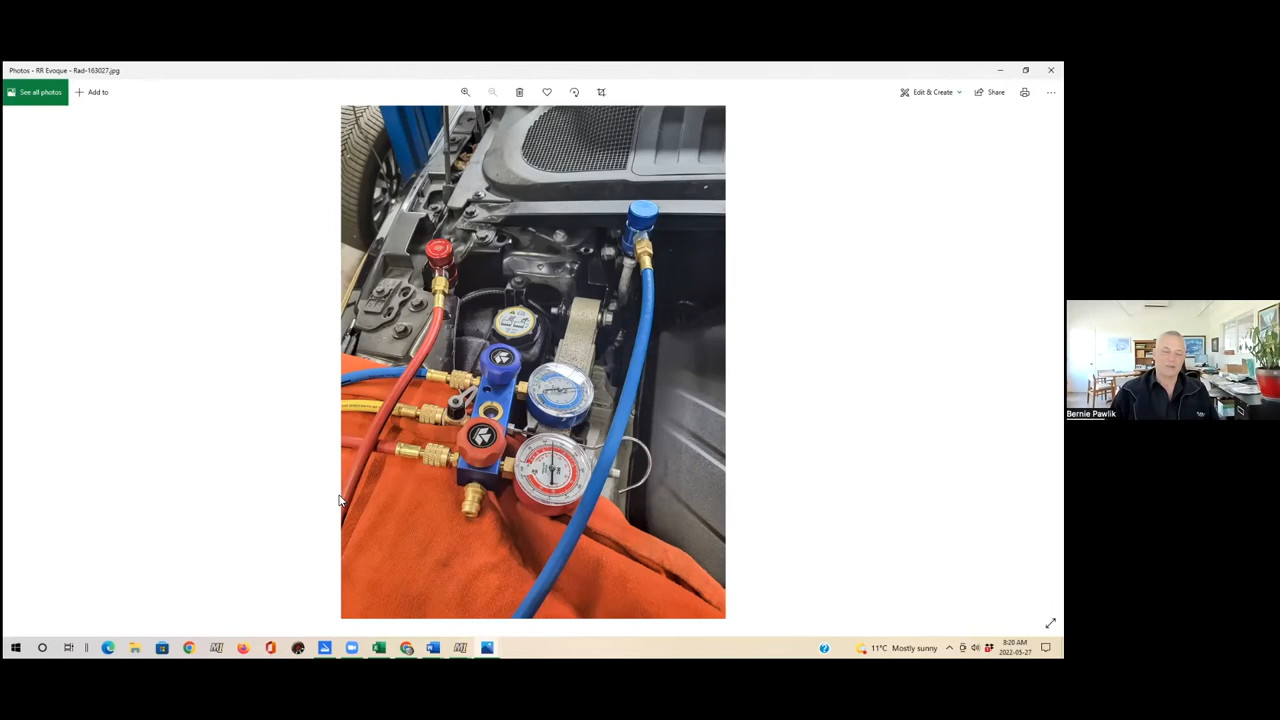 Photos - RR Evoque - Rad-163027.jpg
See all photos
Add to
Edit & Create
Share
Bernie Pawlik
11°C Mostly sunny
8:20 AM
2022-05-27